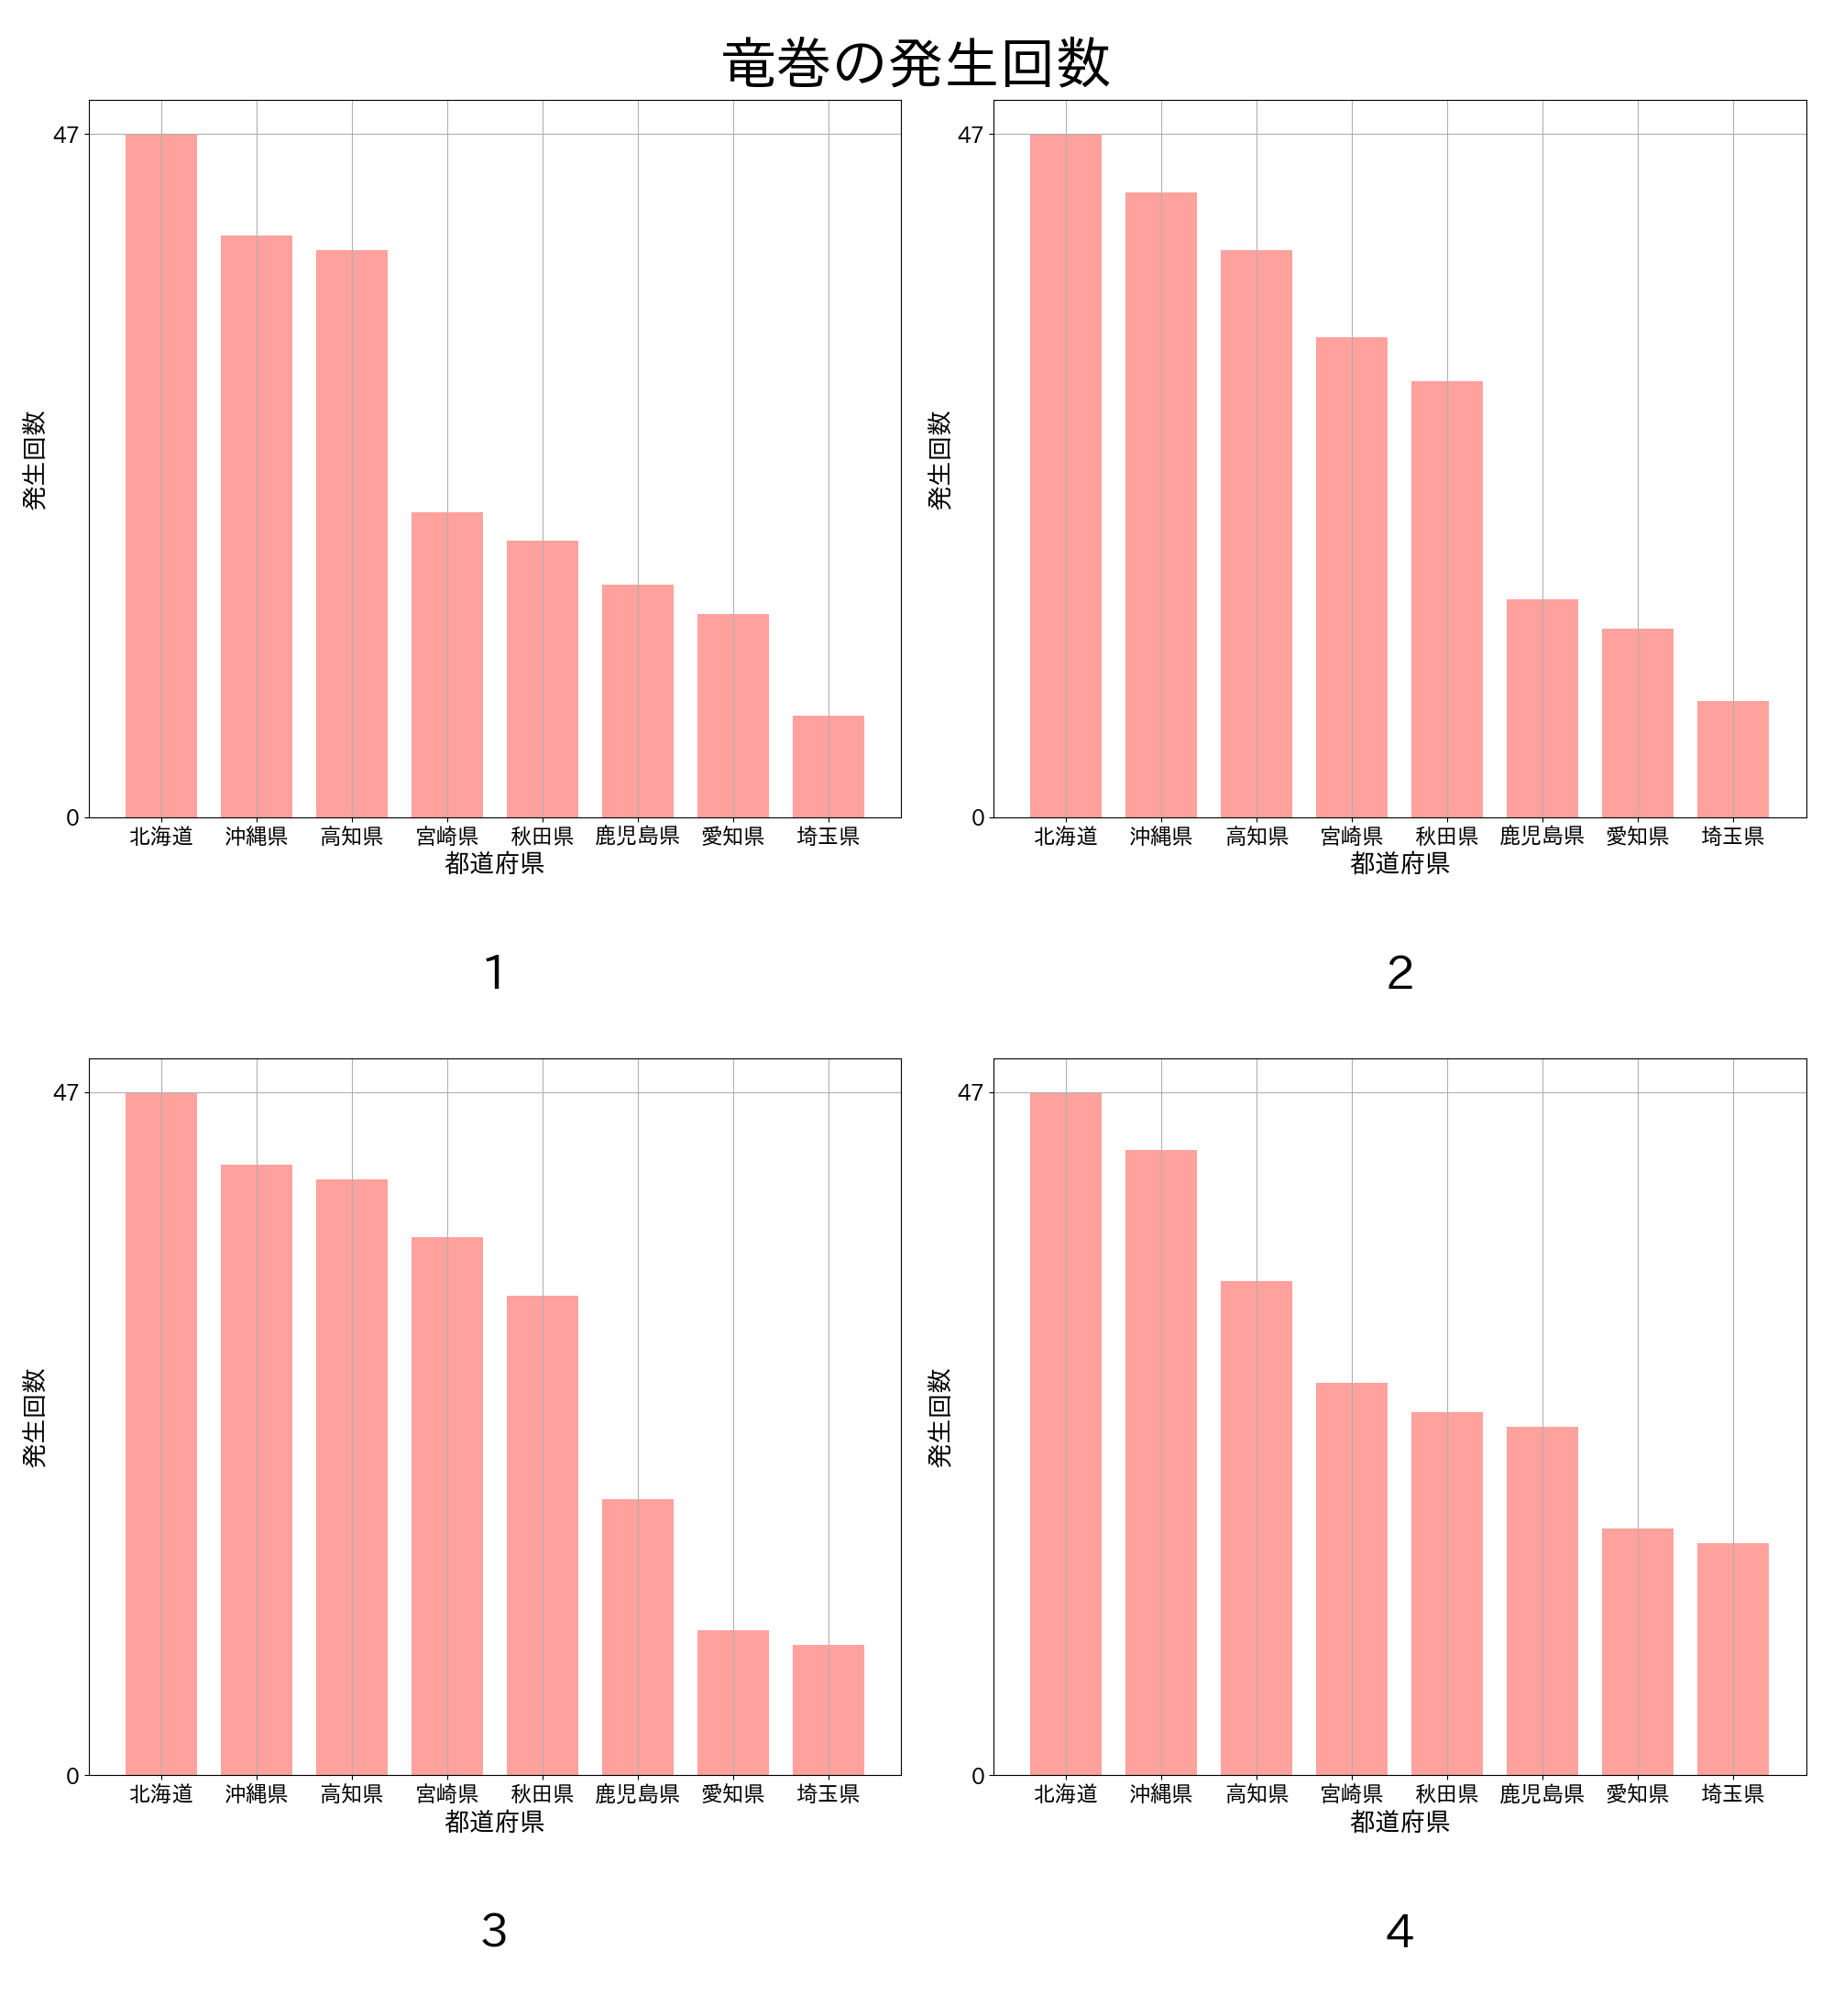 竜巻の発生回数
47
0
発生回数
北海道 沖縄県 高知県 宮崎県 秋田県 鹿児島県 愛知県 埼玉県
都道府県
1
47
0
発生回数
北海道 沖縄県 高知県 宮崎県 秋田県 鹿児島県 愛知県 埼玉県
都道府県
2
47
0
発生回数
北海道 沖縄県 高知県 宮崎県 秋田県 鹿児島県 愛知県 埼玉県
都道府県
3
47
0
発生回数
北海道 沖縄県 高知県 宮崎県 秋田県 鹿児島県 愛知県 埼玉県
都道府県
4